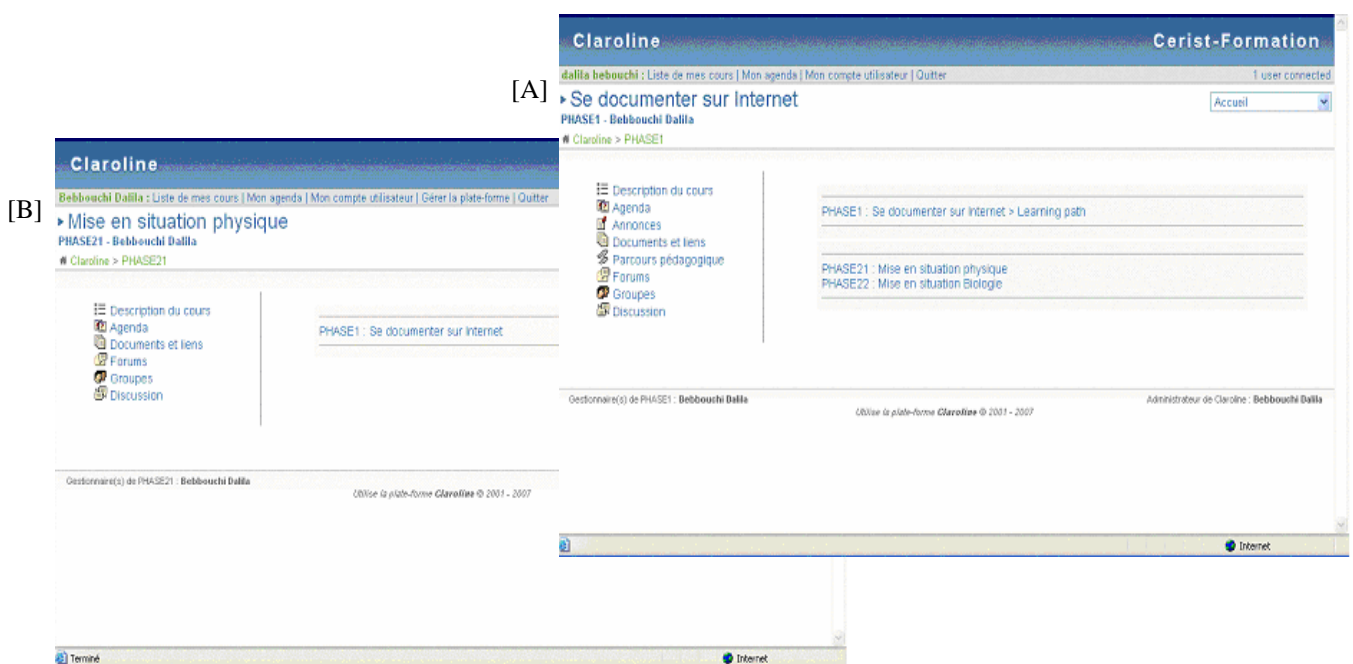 [A]
Claroline Cerist-Formation
dalila bebouchi : Liste de mes cours | Mon agenda | Mon compte utilisateur | Quitter 1 user connected
Se documenter sur Internet Accueil
PHASE1 - Bebbouchi Dalila
Claroline > PHASE1
Description du cours
Agenda
Annonces
Documents et liens
Parcours pédagogique
Forums
Groupes
Discussion
PHASE1 : Se documenter sur Internet > Learning path
PHASE21 : Mise en situation physique
PHASE22 : Mise en situation Biologie
Gestionnaire(s) de PHASE1 : Bebbouchi Dalila Administrateur de Claroline : Bebbouchi Dalila
Utilise la plate-forme Claroline © 2001 - 2007
Internet
[B]
Claroline
Bebbouchi Dalila : Liste de mes cours | Mon agenda | Mon compte utilisateur | Gérer la plate-forme | Quitter
Mise en situation physique
PHASE21 - Bebbouchi Dalila
Claroline > PHASE21
Description du cours
Agenda
Documents et liens
Forums
Groupes
Discussion
PHASE1 : Se documenter sur Internet
Gestionnaire(s) de PHASE21 : Bebbouchi Dalila
Utilise la plate-forme Claroline © 2001 - 2007
Terminé Internet